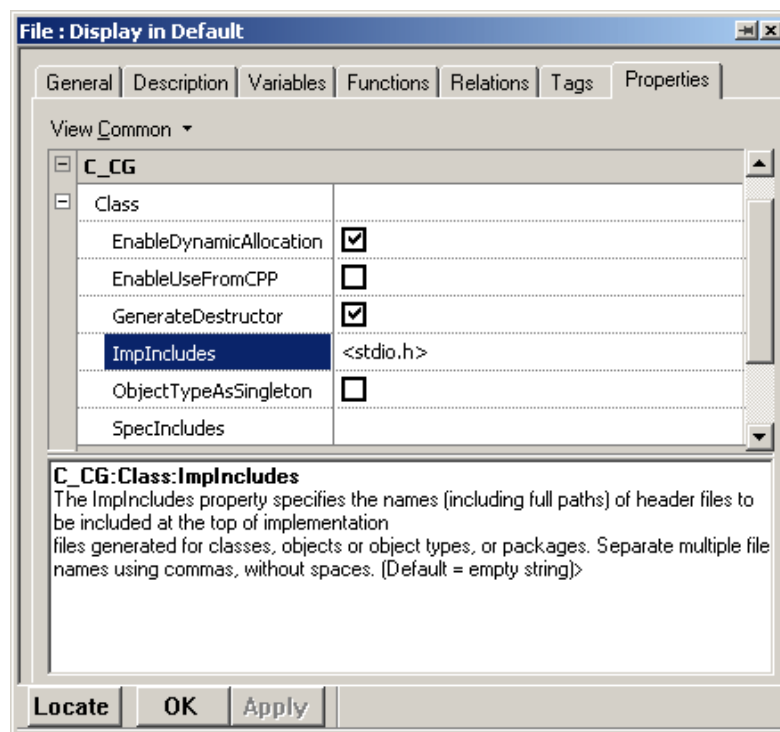 File : Display in Default
General Description Variables Functions Relations Tags Properties
View Common
C_CG
Class
EnableDynamicAllocation
EnableUseFromCPP
GenerateDestructor
ImpIncludes <stdio.h>
ObjectTypeAsSingleton
SpecIncludes
C_CG:Class:ImpIncludes
The ImpIncludes property specifies the names (including full paths) of header files to
be included at the top of implementation
files generated for classes, objects or object types, or packages. Separate multiple file
names using commas, without spaces. (Default = empty string)>
Locate OK Apply